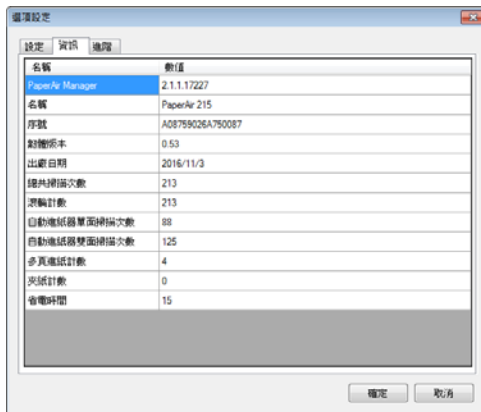 選項設定
設定 資訊 進階
名稱 數值
PaperAir Manager 2.1.1.17227
名稱 PaperAir 215
序號 A08759026A750087
韌體版本 0.53
出廠日期 2016/11/3
總共掃描次數 213
滾輪計數 213
自動進紙器單面掃描次數 88
自動進紙器雙面掃描次數 125
多頁進紙計數 4
夾紙計數 0
省電時間 15
確定 取消